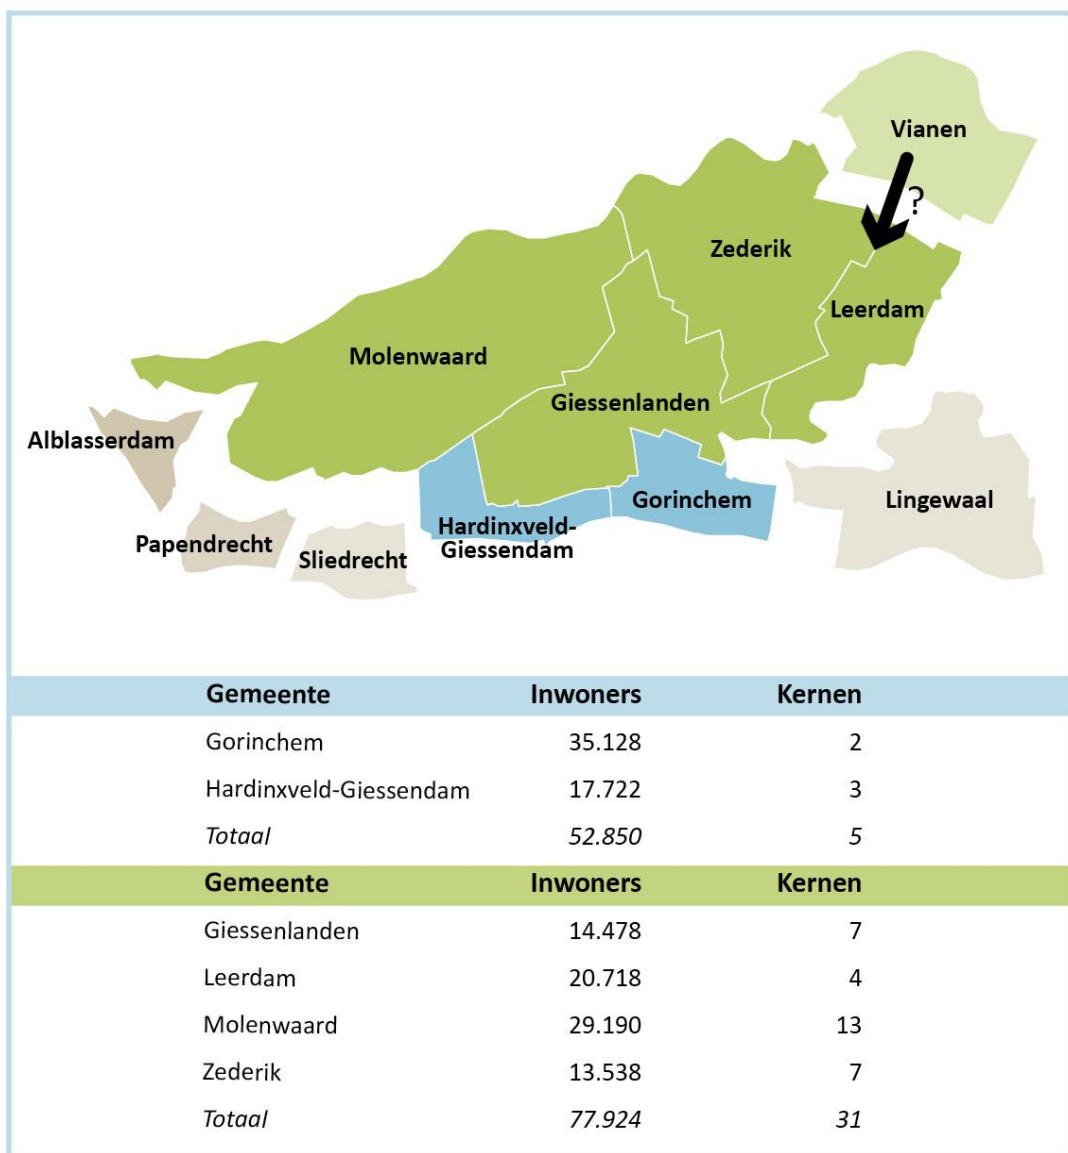 Vianen
?
Zederik
Leerdam
Molenwaard
Giessenlanden
Alblasserdam
Gorinchem
Lingewaal
Hardinxveld-
Giessendam
Papendrecht
Sliedrecht
Gemeente Inwoners Kernen
Gorinchem 35.128 2
Hardinxveld-Giessendam 17.722 3
Totaal 52.850 5
Gemeente Inwoners Kernen
Giessenlanden 14.478 7
Leerdam 20.718 4
Molenwaard 29.190 13
Zederik 13.538 7
Totaal 77.924 31